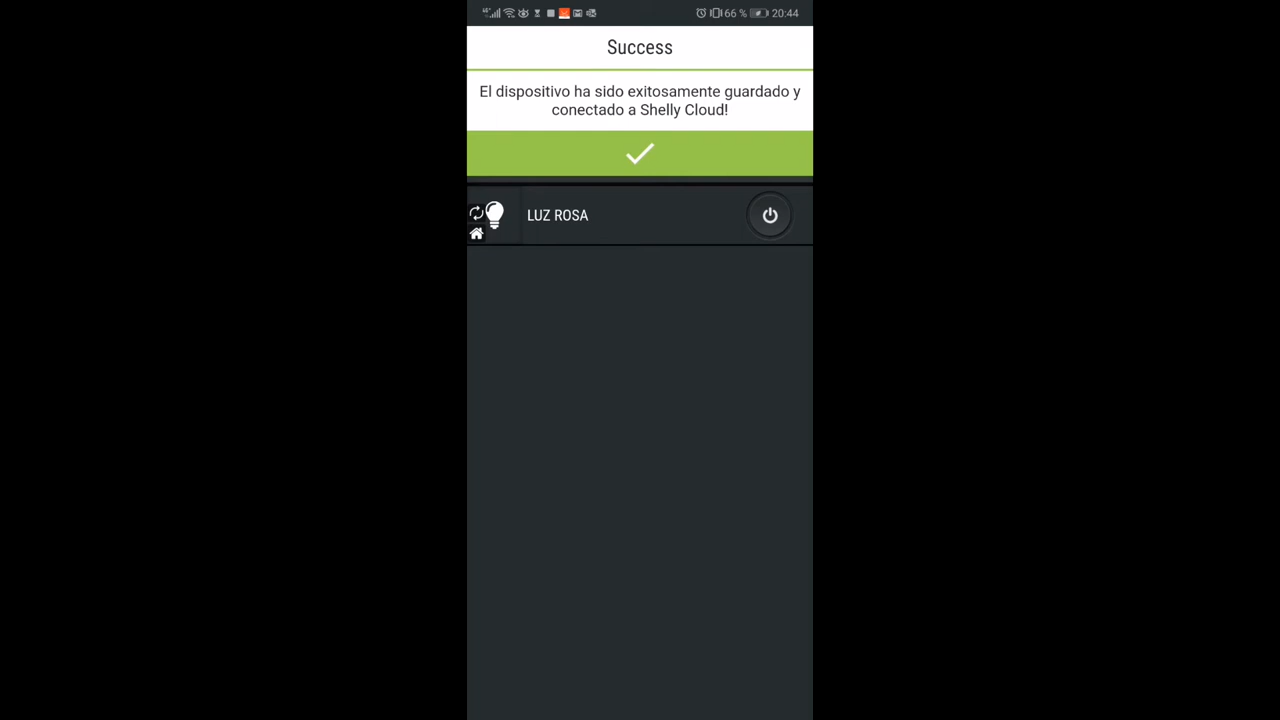 66 % 20:44
Success
El dispositivo ha sido exitosamente guardado y
conectado a Shelly Cloud!
LUZ ROSA